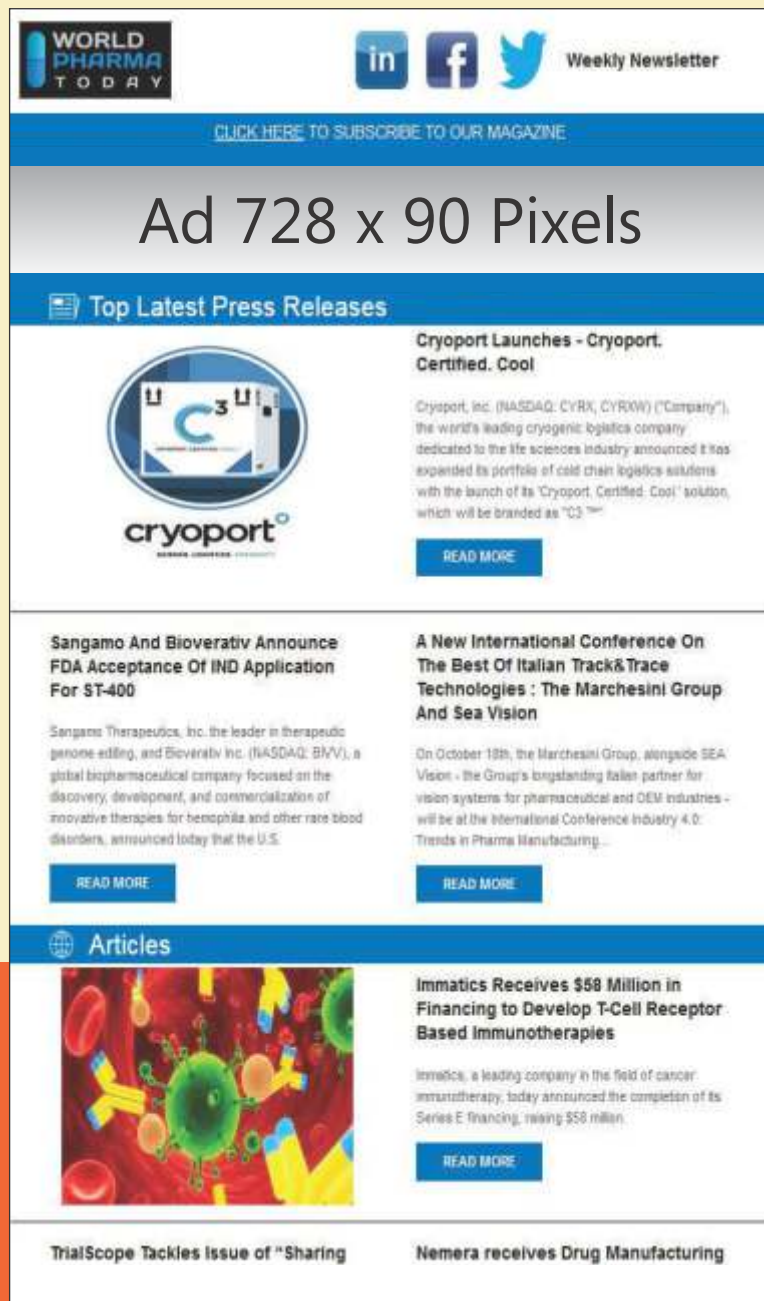 WORLD
PHARMA
TODAY
in f
Weekly Newsletter
CLICK HERE TO SUBSCRIBE TO OUR MAGAZINE
Ad 728 x 90 Pixels
Top Latest Press Releases
C3
cryoport
Cryoport Launches - Cryoport.
Certified. Cool
Cryoport, Inc. (NASDAQ: CYRX, CYRXW) ("Company"),
the world's leading cryogenic logistics company
dedicated to the life sciences industry announced it has
expanded its portfolio of cold chain logistics solutions
with the launch of its 'Cryoport. Certified. Cool.' solution,
which will be branded as "C3 ™"
READ MORE
Sangamo And Bioverativ Announce
FDA Acceptance Of IND Application
For ST-400
Sangamo Therapeutics, Inc. the leader in therapeutic
genome editing, and Bioverativ Inc. (NASDAQ: BIVV), a
global biopharmaceutical company focused on the
discovery, development, and commercialization of
innovative therapies for hemophilia and other rare blood
disorders, announced today that the U.S.
READ MORE
A New International Conference On
The Best Of Italian Track&Trace
Technologies : The Marchesini Group
And Sea Vision
On October 18th, the Marchesini Group, alongside SEA
Vision - the Group's longstanding Italian partner for
vision systems for pharmaceutical and OEM industries -
will be at the International Conference Industry 4.0:
Trends in Pharma Manufacturing...
READ MORE
Articles
Immatics Receives $58 Million in
Financing to Develop T-Cell Receptor
Based Immunotherapies
Immatics, a leading company in the field of cancer
immunotherapy, today announced the completion of its
Series E financing, raising $58 million.
READ MORE
TrialScope Tackles Issue of "Sharing
Nemera receives Drug Manufacturing